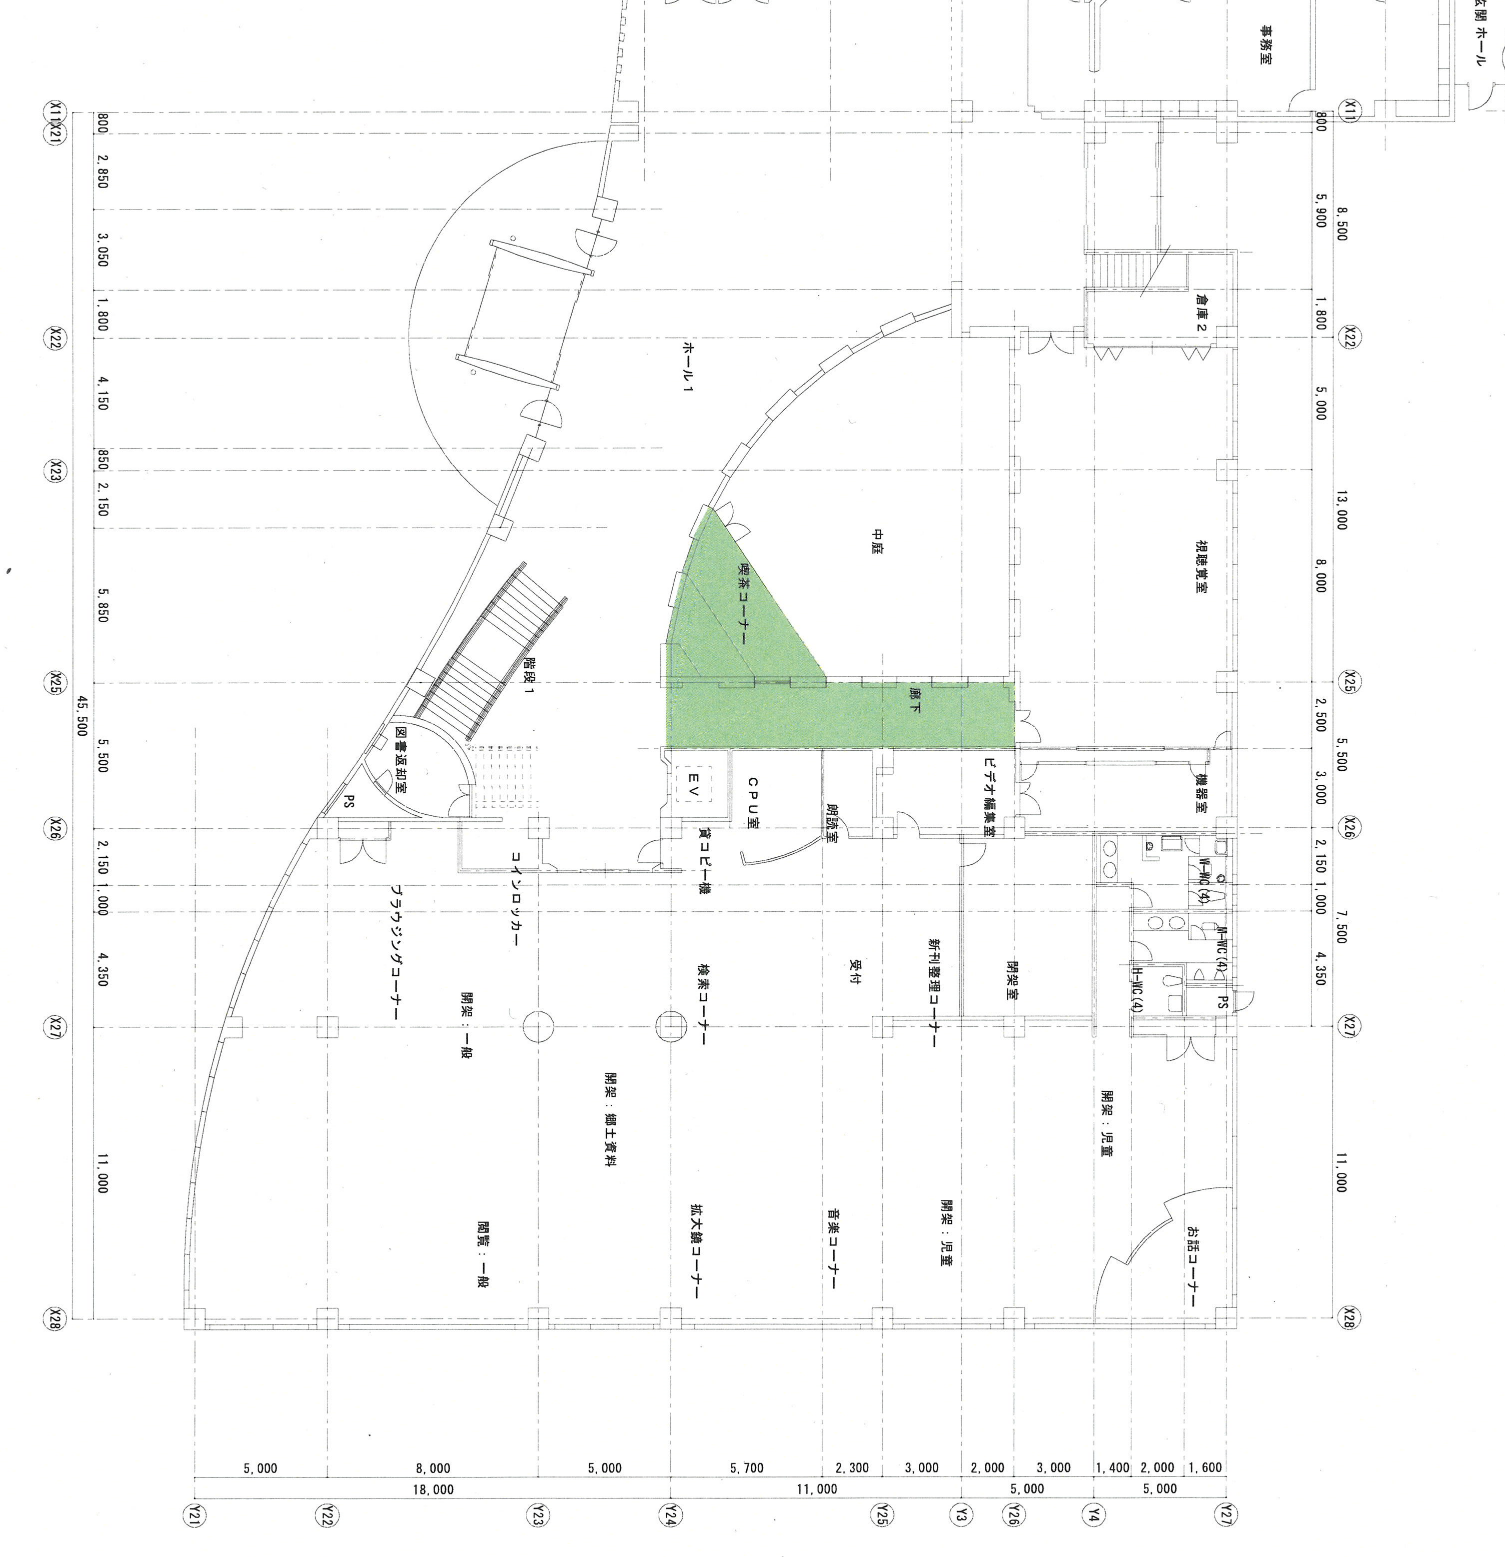 事務室
玄関ホール
X11
X21
X11
800
800
2,850
5,900
8,500
3,050
1,800
1,800
倉庫2
X22
X22
ホール1
4,150
5,000
850
X23
2,150
13,000
中庭
視聴覚室
喫茶コーナー
8,000
5,850
階段1
X25
X25
45,500
廊下
2,500
5,500
5,500
図書返却室
PS
EV
CPU室
朗読室
ビデオ編集室
機器室
3,000
X26
X26
貸コピー機
コインロッカー
2,150
2,150
W-WC(4)
1,000
1,000
7,500
ブラウジングコーナー
M-WC(4)
4,350
4,350
検索コーナー
受付
新刊整理コーナー
閉架室
H-WC(4)
PS
開架：一般
X27
X27
開架：郷土資料
開架：児童
11,000
11,000
閲覧：一般
拡大鏡コーナー
音楽コーナー
開架：児童
お話コーナー
X28
X28
5,000
8,000
5,000
5,700
2,300
3,000
2,000
3,000
1,400
2,000
1,600
18,000
11,000
5,000
5,000
Y21
Y22
Y23
Y24
Y25
Y3
Y26
Y4
Y27